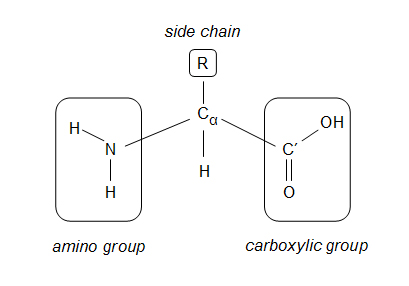 side chain
R
Cα
H
N
H
H
C′
OH
O
amino group
carboxylic group